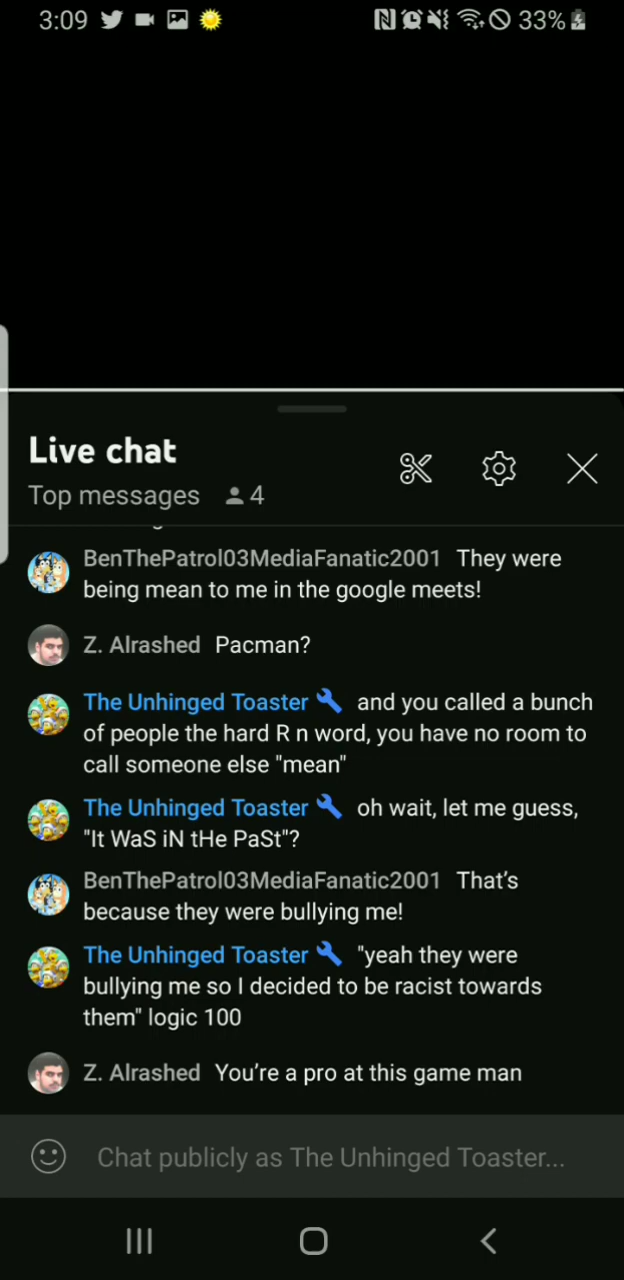 3:09
33%
Live chat
Top messages 4
BenThePatrol03MediaFanatic2001 They were
being mean to me in the google meets!
Z. Alrashed Pacman?
The Unhinged Toaster and you called a bunch
of people the hard R n word, you have no room to
call someone else "mean"
The Unhinged Toaster oh wait, let me guess,
"It WaS iN tHe PaSt"?
BenThePatrol03MediaFanatic2001 That's
because they were bullying me!
The Unhinged Toaster "yeah they were
bullying me so I decided to be racist towards
them" logic 100
Z. Alrashed You're a pro at this game man
Chat publicly as The Unhinged Toaster...